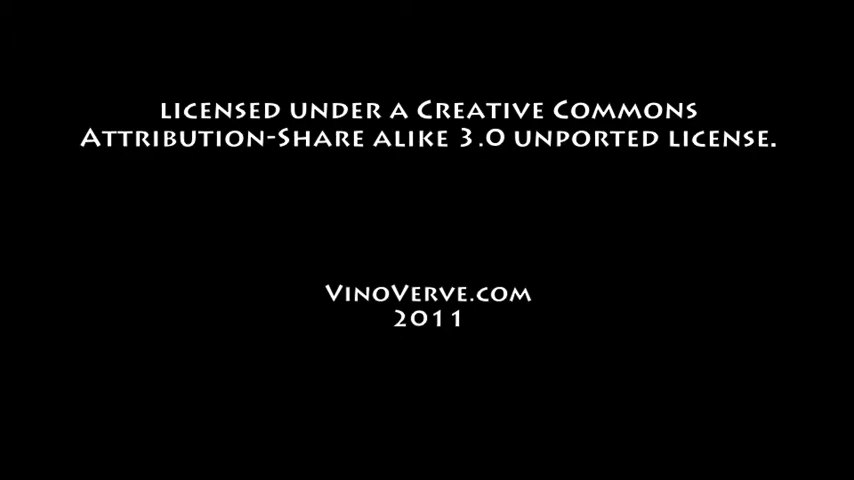 licensed under a Creative Commons
Attribution-Share alike 3.0 unported license.
VinoVerve.com
2011